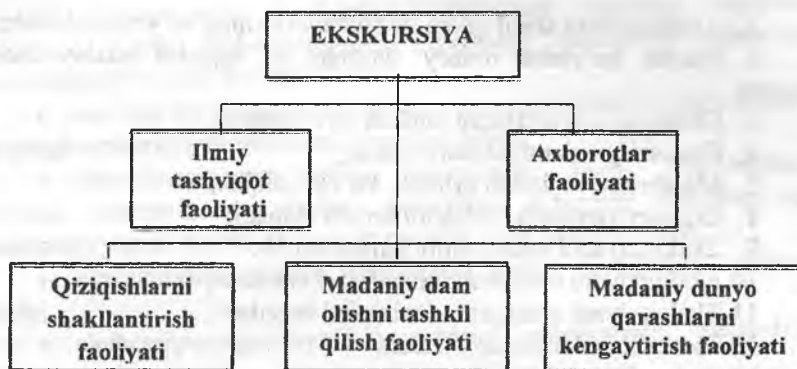 EKSKURSIYA
Ilmiy
tashviqot
faoliyati
Axborotlar
faoliyati
Qiziqishlarni
shakllantirish
faoliyati
Madaniy dam
olishni tashkil
qilish faoliyati
Madaniy dunyo
qarashlarni
kengaytirish faoliyati